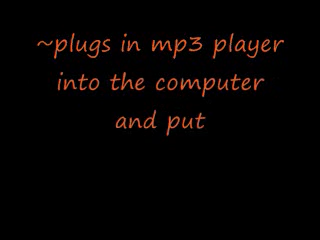 ~plugs in mp3 player
into the computer
and put